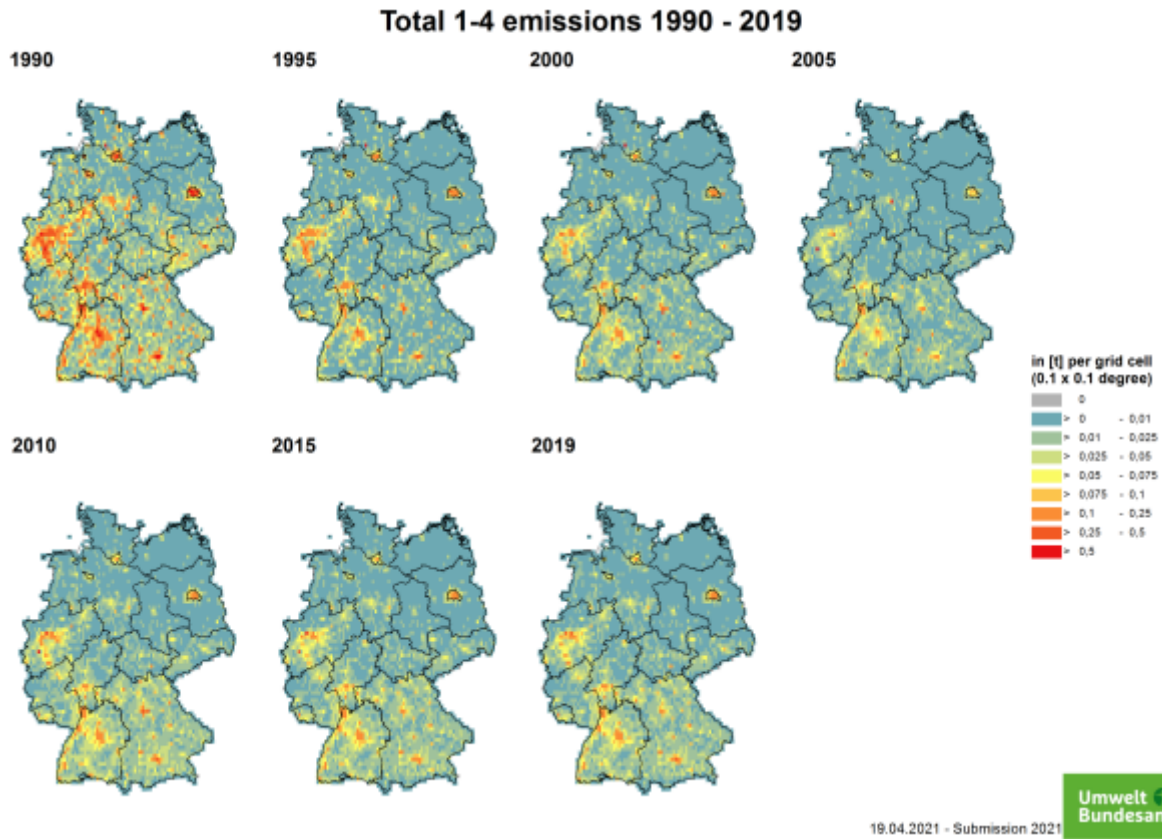 Total 1-4 emissions 1990 - 2019
1990
1995
2000
2005
in [t] per grid cell
(0.1 x 0.1 degree)
0
> 0 - 0,01
> 0,01 - 0,025
> 0,025 - 0,05
> 0,05 - 0,075
> 0,075 - 0,1
> 0,1 - 0,25
> 0,25 - 0,5
> 0,5
2010
2015
2019
Umwelt
Bundesam
19.04.2021 - Submission 2021